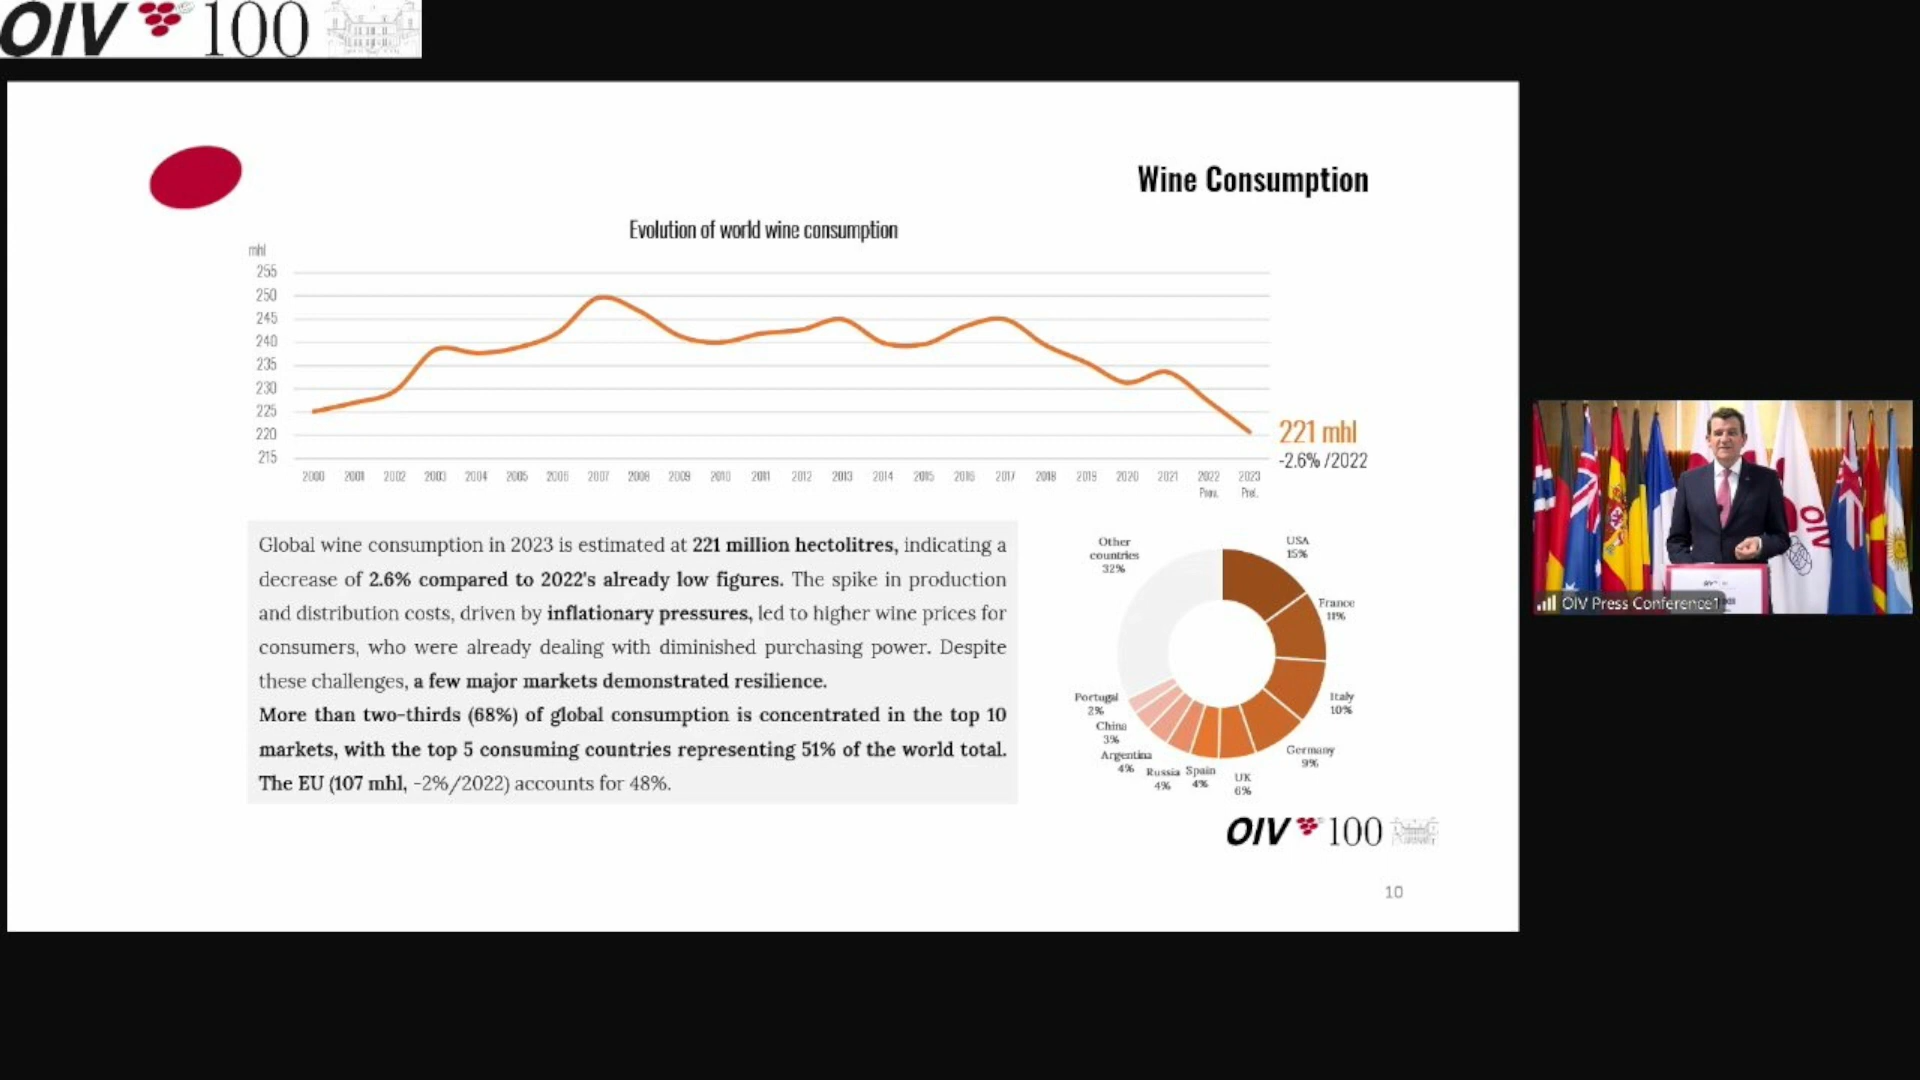 OIV 100
Wine Consumption
Evolution of world wine consumption
mhl
255
250
245
240
235
230
225
220
215
2000 2001 2002 2003 2004 2005 2006 2007 2008 2009 2010 2011 2012 2013 2014 2015 2016 2017 2018 2019 2020 2021 2022 2023
Prov. Prel.
221 mhl
-2.6% /2022
Global wine consumption in 2023 is estimated at 221 million hectolitres, indicating a
decrease of 2.6% compared to 2022's already low figures. The spike in production
and distribution costs, driven by inflationary pressures, led to higher wine prices for
consumers, who were already dealing with diminished purchasing power. Despite
these challenges, a few major markets demonstrated resilience.
More than two-thirds (68%) of global consumption is concentrated in the top 10
markets, with the top 5 consuming countries representing 51% of the world total.
The EU (107 mhl, -2%/2022) accounts for 48%.
Other
countries
32%
USA
15%
France
11%
Italy
10%
Germany
9%
UK
6%
Spain
4%
Russia
4%
Argentina
4%
China
3%
Portugal
2%
OIV 100
10
OIV
OIV Press Conference1